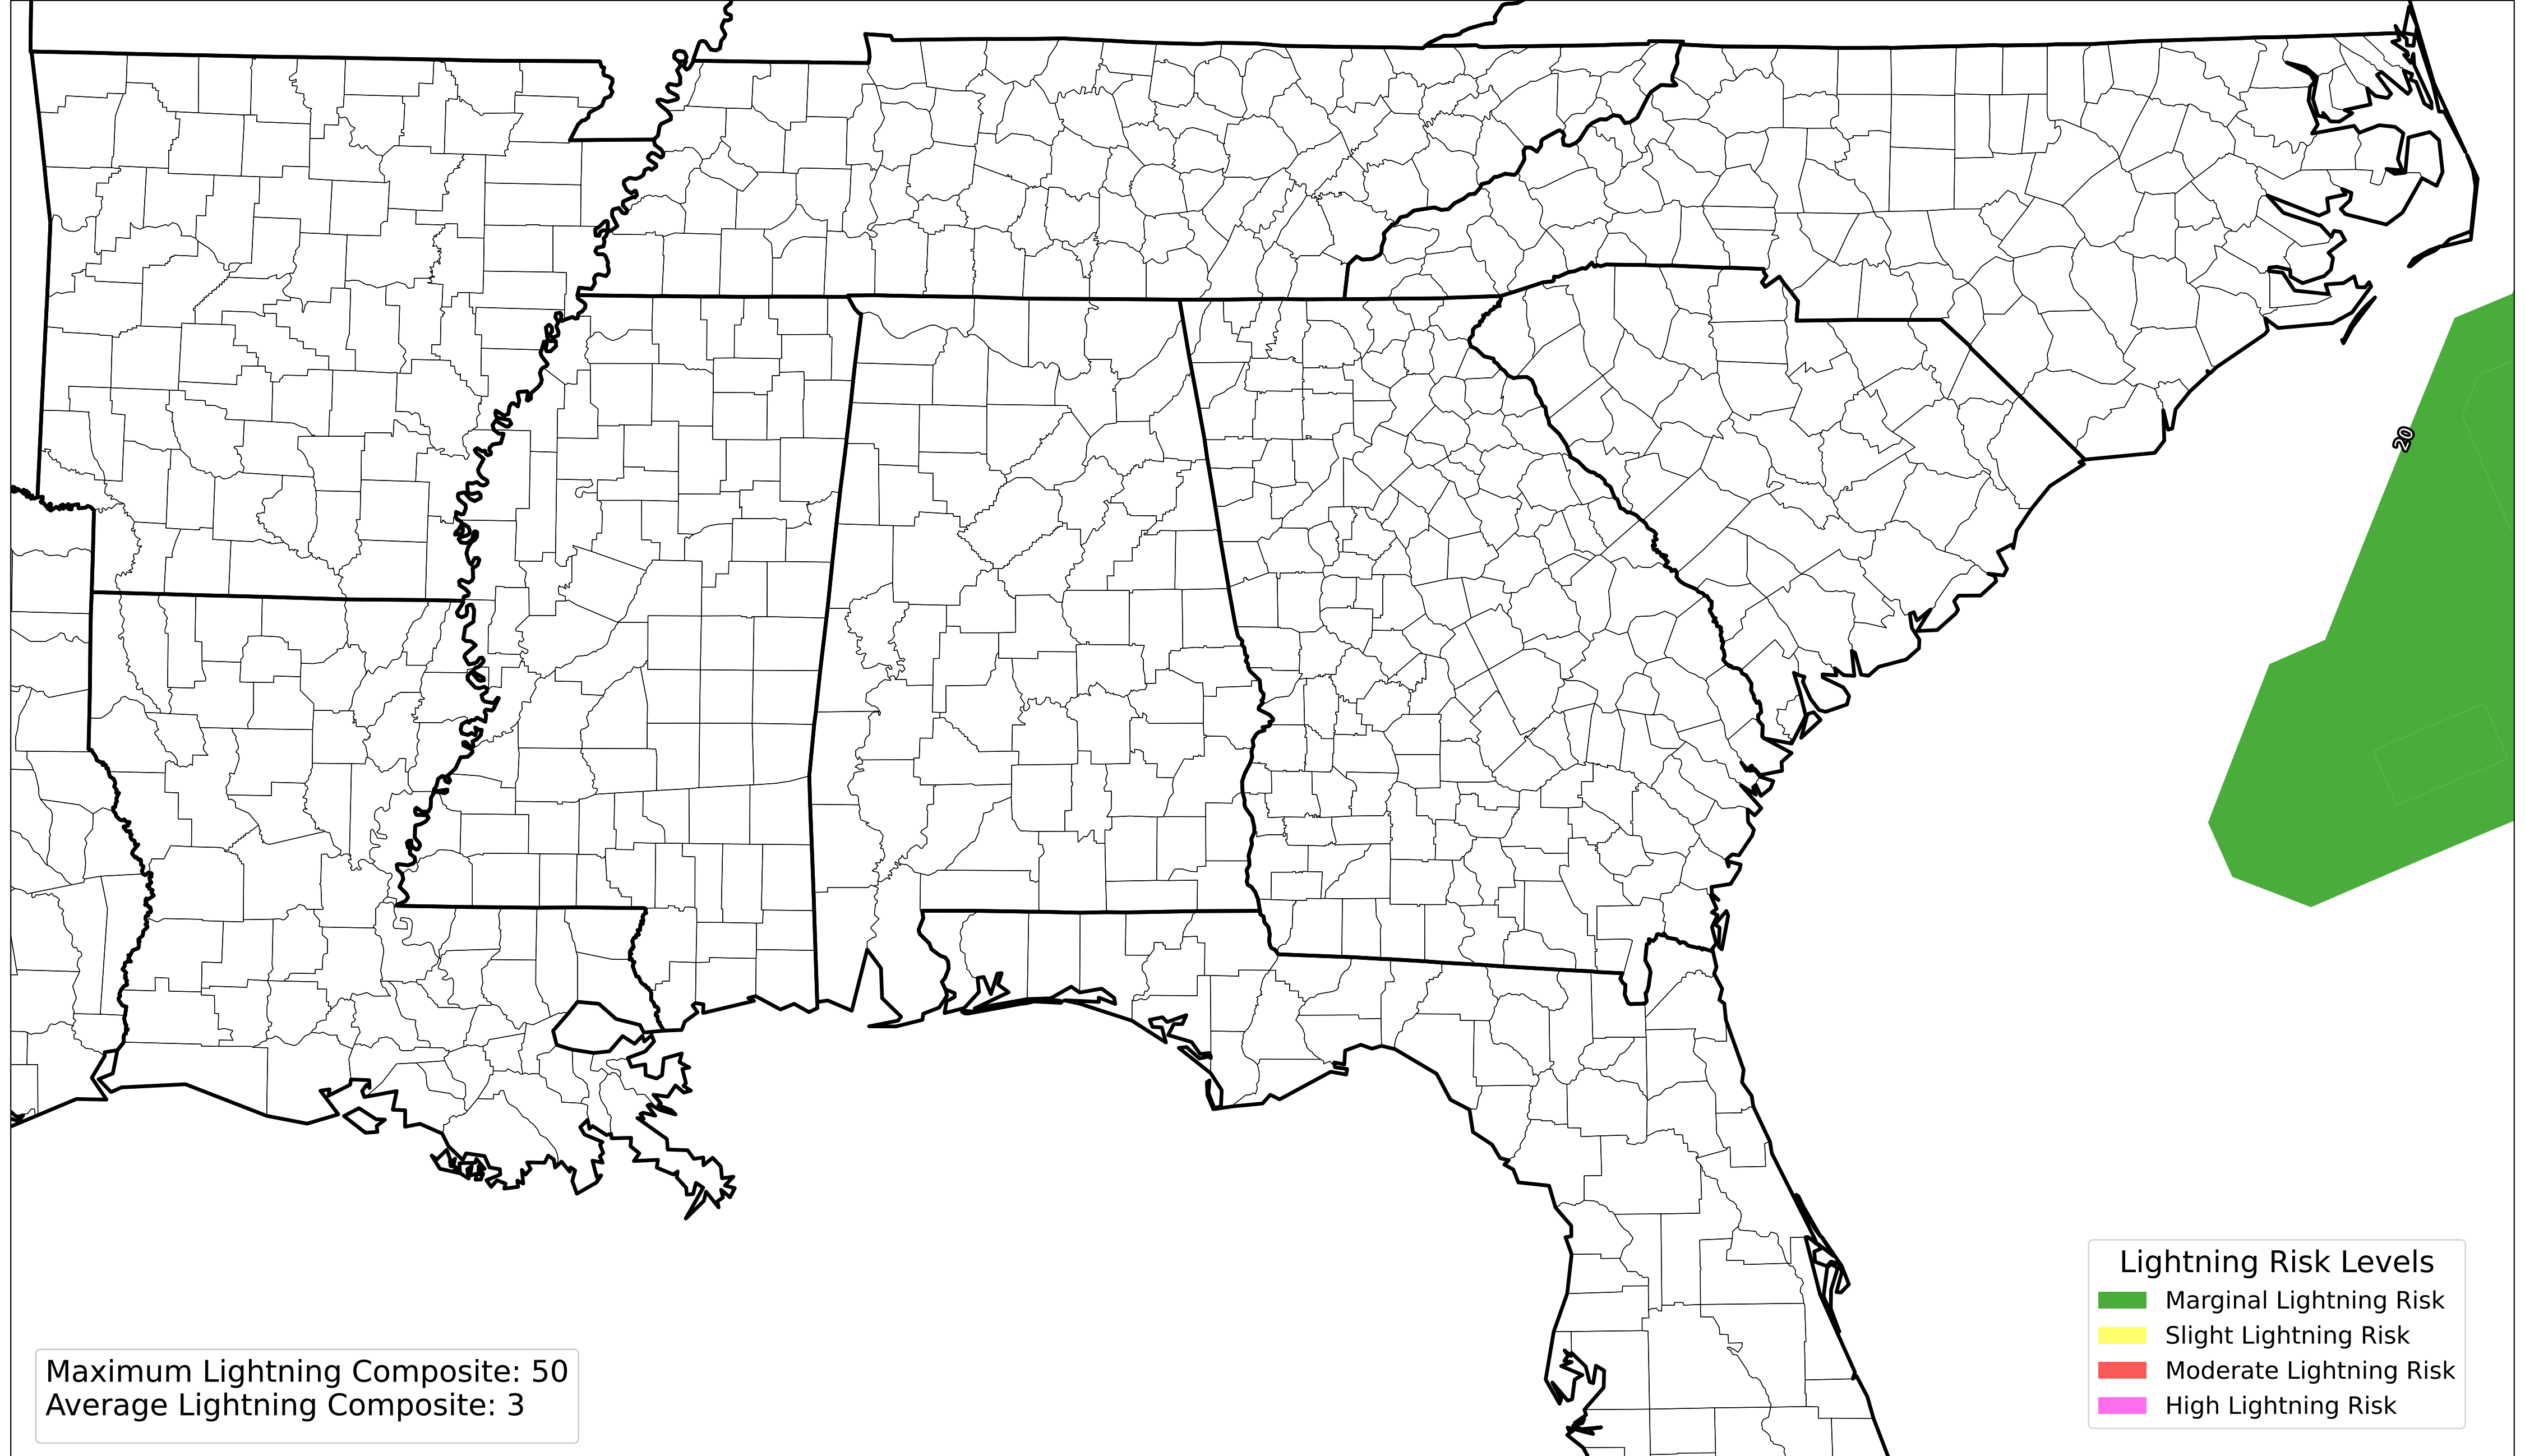 20
Lightning Risk Levels
Marginal Lightning Risk
Slight Lightning Risk
Moderate Lightning Risk
High Lightning Risk
Maximum Lightning Composite: 50
Average Lightning Composite: 3